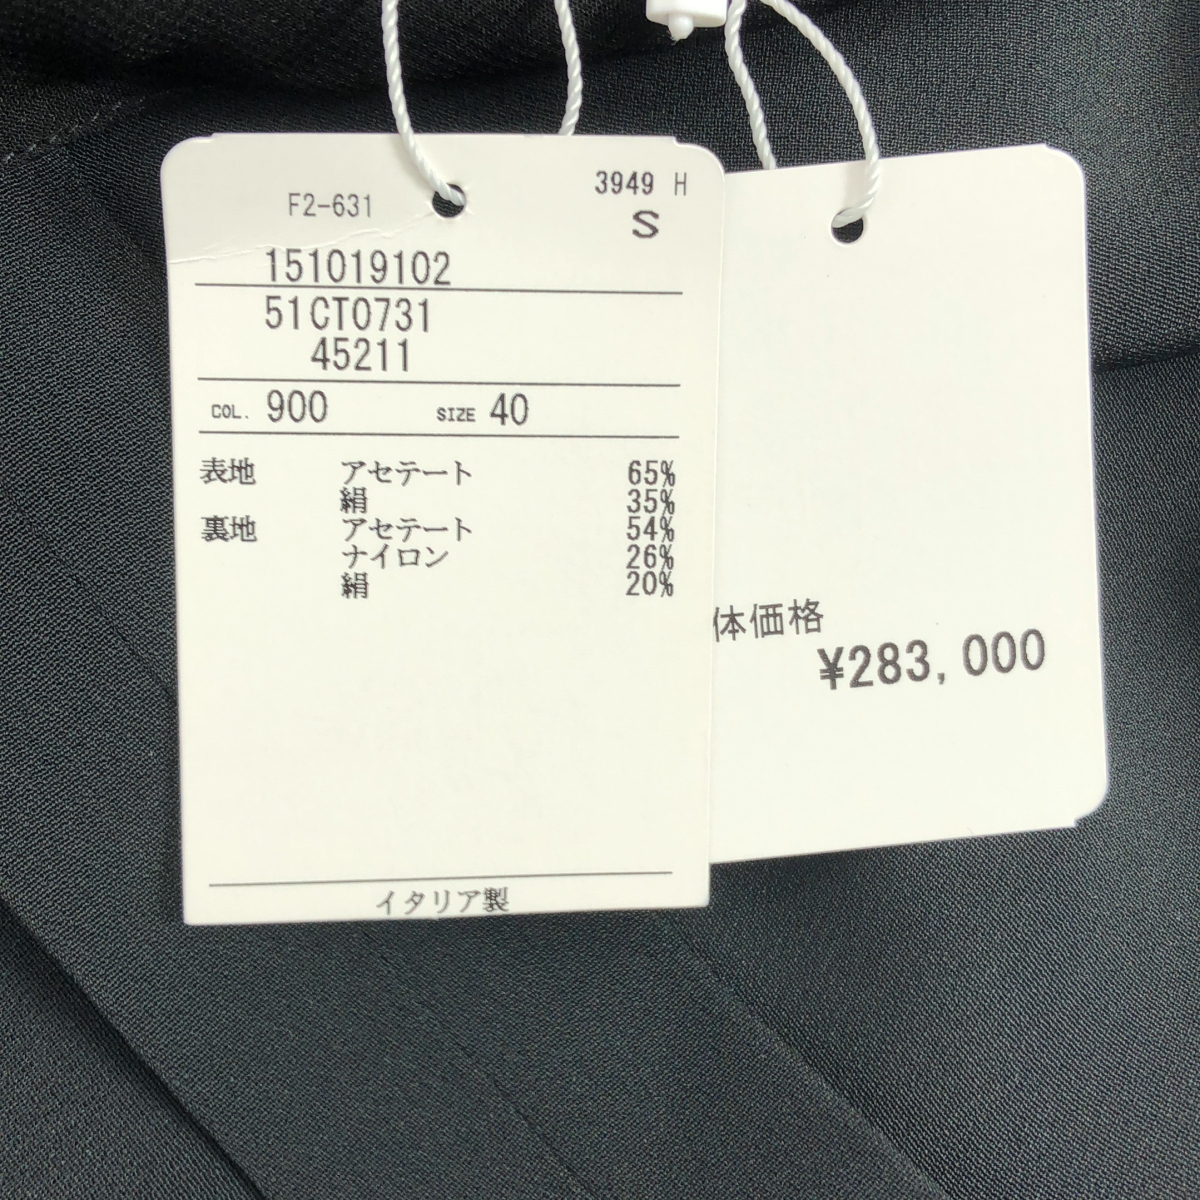 3949 H
F2-631
S
151019102
51CT0731
45211
COL. 900 SIZE 40
表地 アセテート 65%
絹 35%
裏地 アセテート 54%
ナイロン 26%
絹 20%
イタリア製
体価格
¥283,000